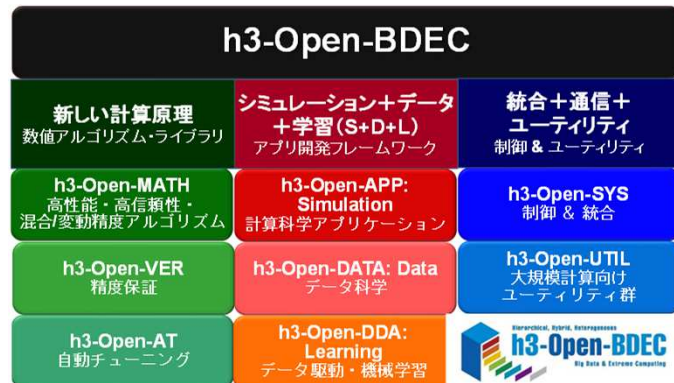 h3-Open-BDEC
新しい計算原理
数値アルゴリズム・ライブラリ
シミュレーション+データ
+学習(S+D+L)
アプリ開発フレームワーク
統合+通信+
ユーティリティ
制御 & ユーティリティ
h3-Open-MATH
高性能・高信頼性・
混合/変動精度アルゴリズム
h3-Open-APP:
Simulation
計算科学アプリケーション
h3-Open-SYS
制御 & 統合
h3-Open-VER
精度保証
h3-Open-DATA: Data
データ科学
h3-Open-UTIL
大規模計算向け
ユーティリティ群
h3-Open-AT
自動チューニング
h3-Open-DDA:
Learning
データ駆動・機械学習
Hierarchical, Hybrid, Heterogeneous
h3-Open-BDEC
Big Data & Extreme Computing